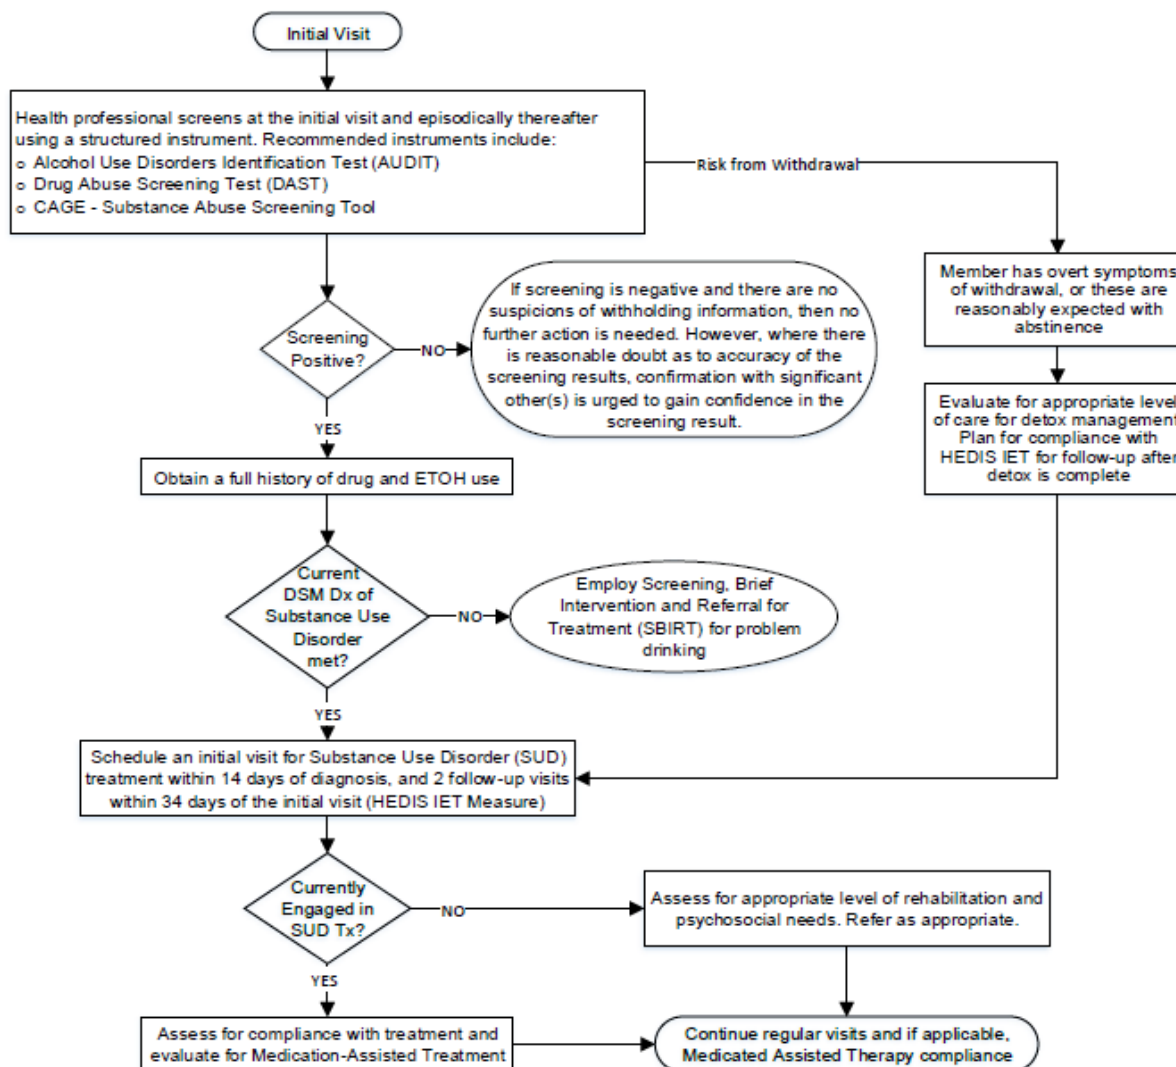 Initial Visit
Health professional screens at the initial visit and episodically thereafter
using a structured instrument. Recommended instruments include:
o Alcohol Use Disorders Identification Test (AUDIT)
o Drug Abuse Screening Test (DAST)
o CAGE - Substance Abuse Screening Tool
Risk from Withdrawal
Member has overt symptoms
of withdrawal, or these are
reasonably expected with
abstinence
Screening
Positive?
NO
If screening is negative and there are no
suspicions of withholding information, then no
further action is needed. However, where there
is reasonable doubt as to accuracy of the
screening results, confirmation with significant
other(s) is urged to gain confidence in the
screening result.
Evaluate for appropriate level
of care for detox management
Plan for compliance with
HEDIS IET for follow-up after
detox is complete
YES
Obtain a full history of drug and ETOH use
Current
DSM Dx of
Substance Use
Disorder
met?
NO
Employ Screening, Brief
Intervention and Referral for
Treatment (SBIRT) for problem
drinking
YES
Schedule an initial visit for Substance Use Disorder (SUD)
treatment within 14 days of diagnosis, and 2 follow-up visits
within 34 days of the initial visit (HEDIS IET Measure)
Currently
Engaged in
SUD Tx?
NO
Assess for appropriate level of rehabilitation and
psychosocial needs. Refer as appropriate.
YES
Assess for compliance with treatment and
evaluate for Medication-Assisted Treatment
Continue regular visits and if applicable,
Medicated Assisted Therapy compliance